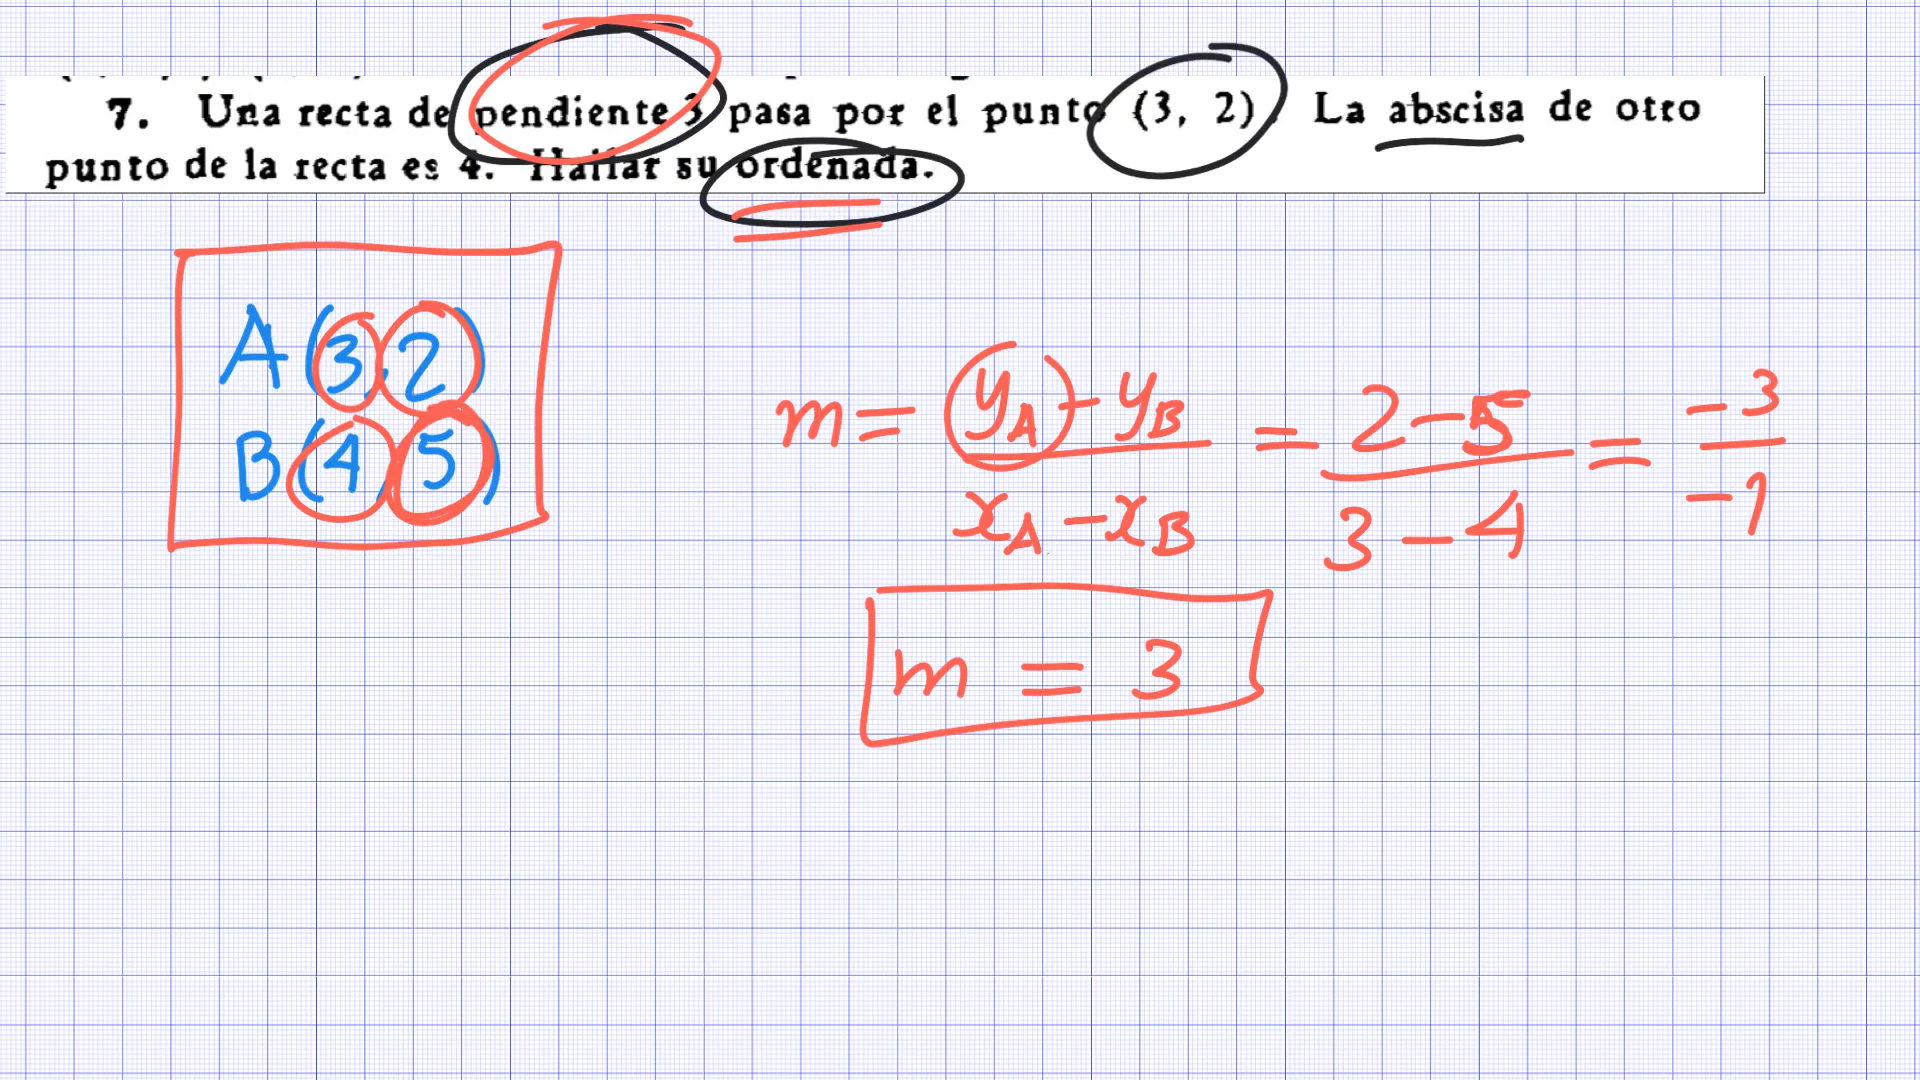 7. Una recta de pendiente 3 pasa por el punto (3, 2). La abscisa de otro
punto de la recta es 4. Hallar su ordenada.
A(3,2)
B(4,5)
m = (yA - yB)/(xA - xB) = (2 - 5)/(3 - 4) = (-3)/(-1)
m = 3